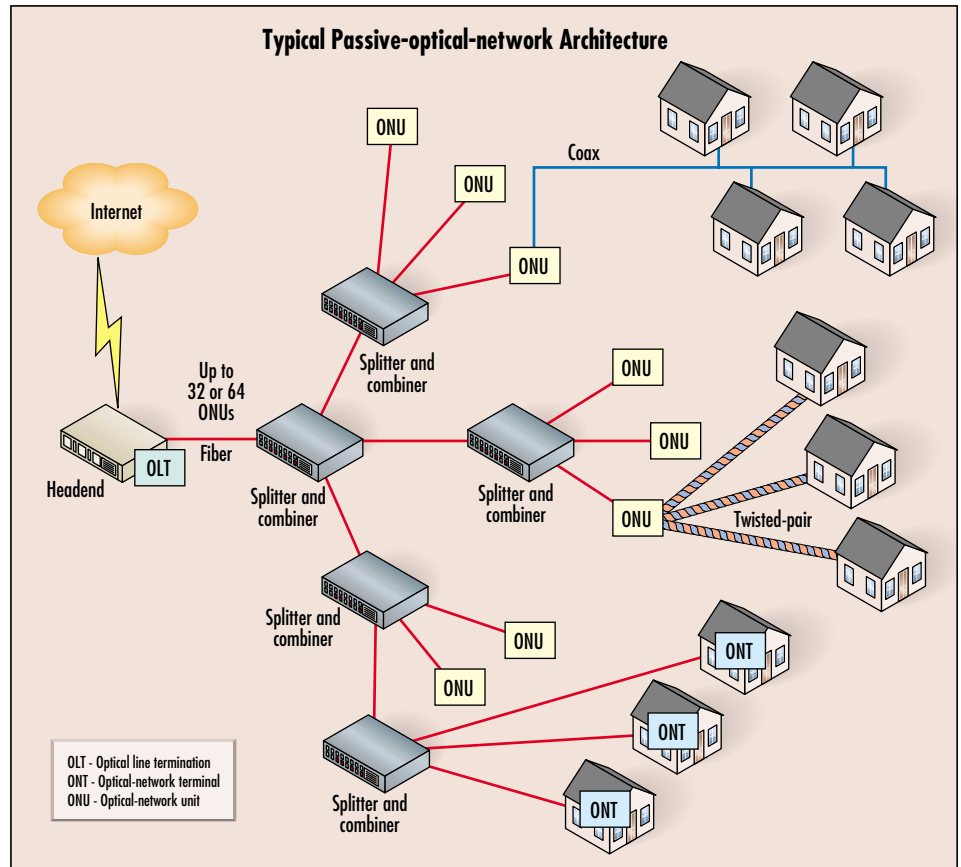 Typical Passive-optical-network Architecture
ONU
ONU
Coax
Internet
ONU
Splitter and
combiner
Up to
32 or 64
ONUs
ONU
Fiber
OLT
Headend
Splitter and
combiner
ONU
Splitter and
combiner
ONU
Twisted-pair
Splitter and
combiner
ONU
ONU
ONT
ONT
ONT
Splitter and
combiner
OLT - Optical line termination
ONT - Optical-network terminal
ONU - Optical-network unit